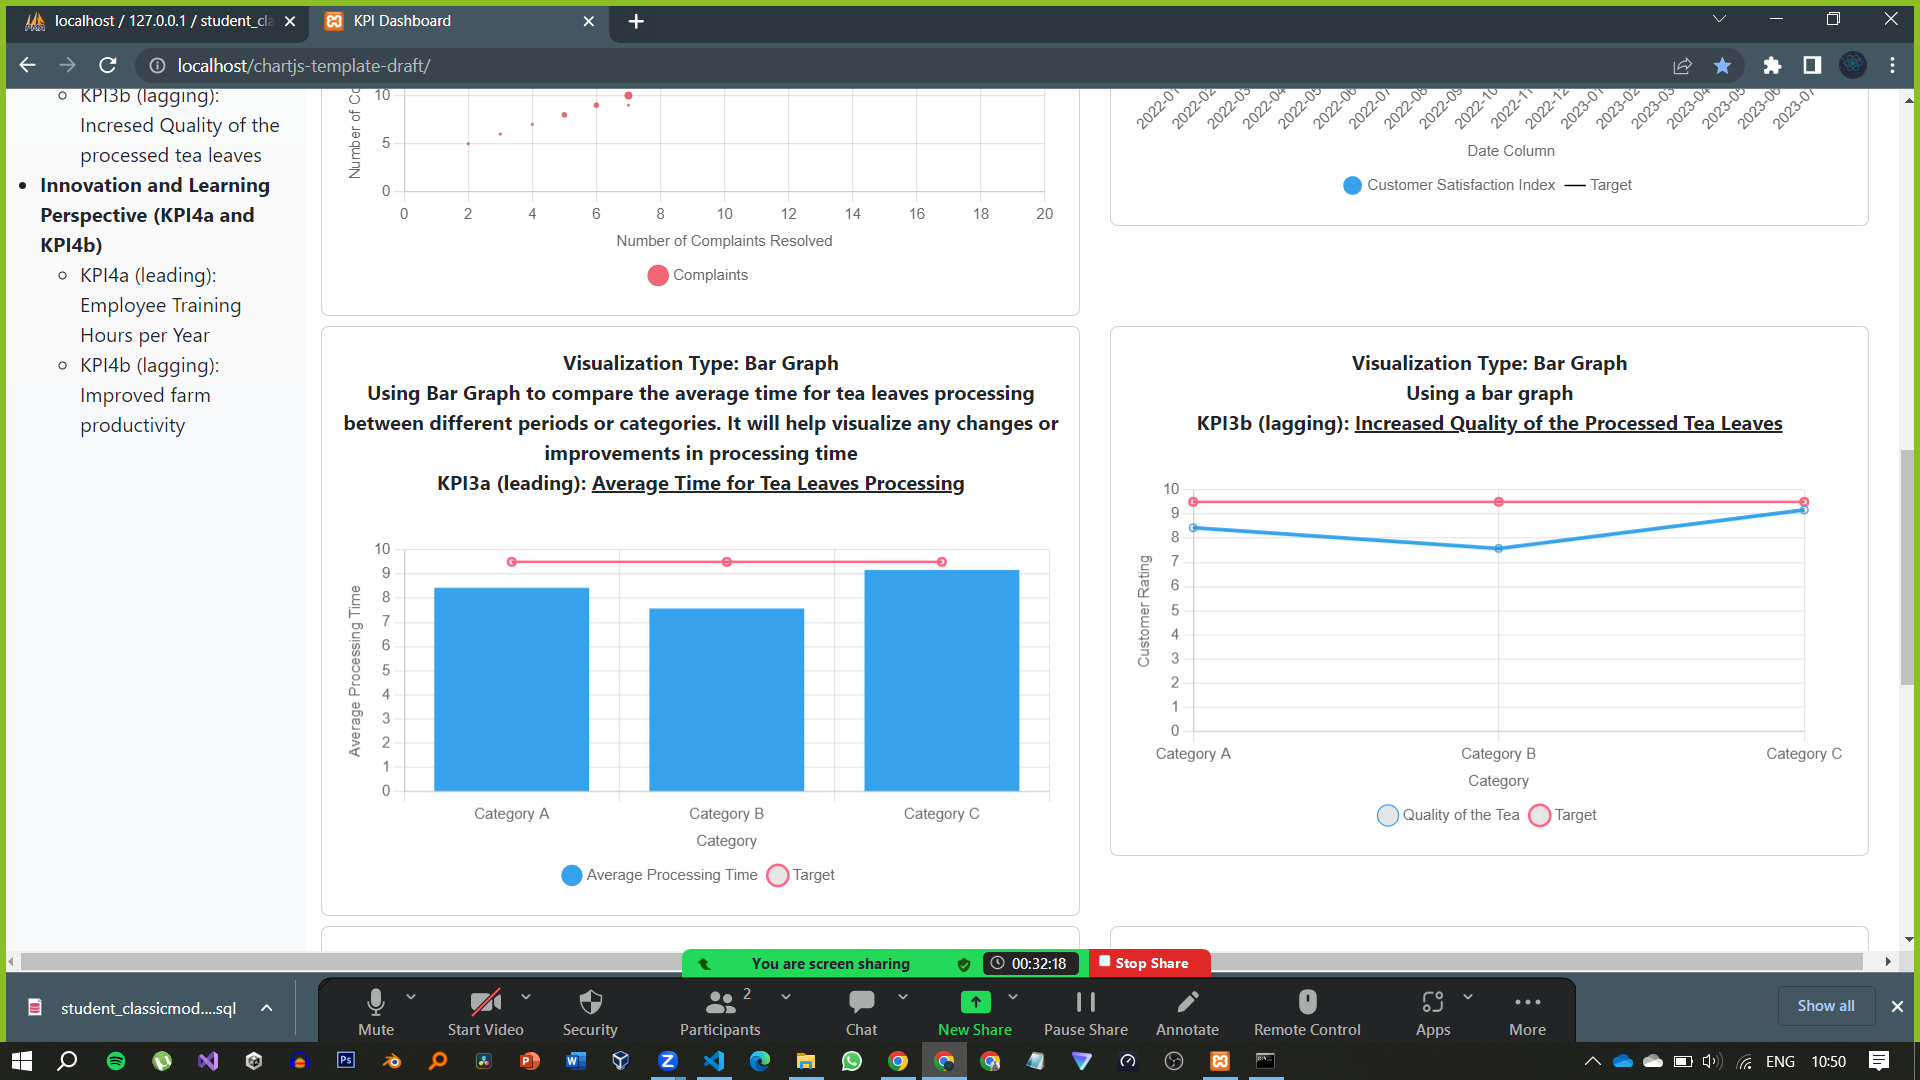 localhost / 127.0.0.1 / student_cla
KPI Dashboard
localhost/chartjs-template-draft/
KPI3b (lagging):
Incresed Quality of the
processed tea leaves
Innovation and Learning
Perspective (KPI4a and
KPI4b)
KPI4a (leading):
Employee Training
Hours per Year
KPI4b (lagging):
Improved farm
productivity
Number of Co
10
5
0
0 2 4 6 8 10 12 14 16 18 20
Number of Complaints Resolved
Complaints
2022-01 2022-02 2022-03 2022-04 2022-05 2022-06 2022-07 2022-08 2022-09 2022-10 2022-11 2022-12 2023-01 2023-02 2023-03 2023-04 2023-05 2023-06 2023-07
Date Column
Customer Satisfaction Index Target
Visualization Type: Bar Graph
Using Bar Graph to compare the average time for tea leaves processing
between different periods or categories. It will help visualize any changes or
improvements in processing time
KPI3a (leading): Average Time for Tea Leaves Processing
Average Processing Time
10
9
8
7
6
5
4
3
2
1
0
Category A Category B Category C
Category
Average Processing Time Target
Visualization Type: Bar Graph
Using a bar graph
KPI3b (lagging): Increased Quality of the Processed Tea Leaves
Customer Rating
10
9
8
7
6
5
4
3
2
1
0
Category A Category B Category C
Category
Quality of the Tea Target
You are screen sharing 00:32:18 Stop Share
student_classicmod....sql
Mute
Start Video
Security
2
Participants
Chat
New Share
Pause Share
Annotate
Remote Control
Apps
More
Show all
ENG 10:50